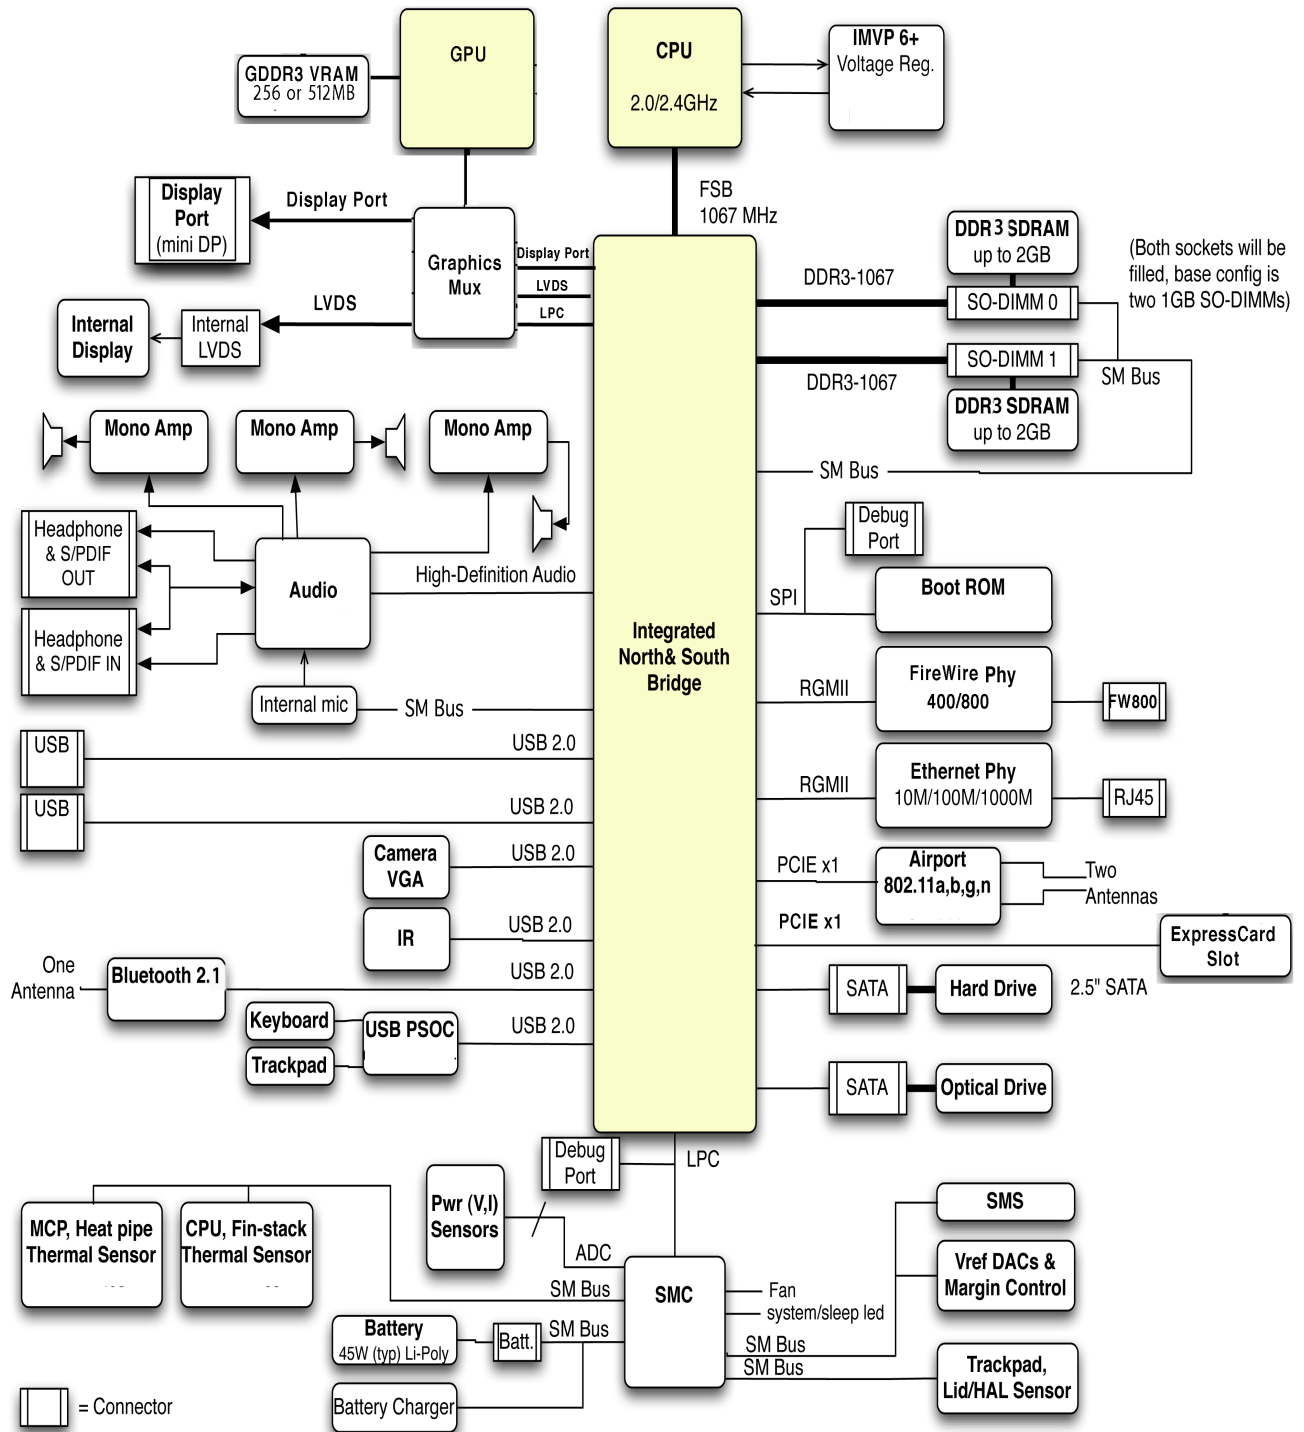 GPU
CPU
2.0/2.4GHz
IMVP 6+
Voltage Reg.
GDDR3 VRAM
256 or 512MB
FSB
1067 MHz
Display
Port
(mini DP)
Display Port
Graphics
Mux
Display Port
LVDS
LPC
LVDS
Internal
LVDS
Internal
Display
DDR3-1067
DDR3 SDRAM
up to 2GB
SO-DIMM 0
(Both sockets will be
filled, base config is
two 1GB SO-DIMMs)
SO-DIMM 1
DDR3-1067
SM Bus
DDR3 SDRAM
up to 2GB
SM Bus
Mono Amp
Mono Amp
Mono Amp
Headphone
& S/PDIF
OUT
Audio
High-Definition Audio
Headphone
& S/PDIF IN
Internal mic
SM Bus
Integrated
North& South
Bridge
Debug
Port
SPI
Boot ROM
RGMII
FireWire Phy
400/800
FW800
RGMII
Ethernet Phy
10M/100M/1000M
RJ45
USB
USB 2.0
USB
USB 2.0
Camera
VGA
USB 2.0
IR
USB 2.0
PCIE x1
Airport
802.11a,b,g,n
Two
Antennas
PCIE x1
ExpressCard
Slot
One
Antenna
Bluetooth 2.1
USB 2.0
SATA
Hard Drive
2.5" SATA
Keyboard
Trackpad
USB PSOC
USB 2.0
SATA
Optical Drive
Debug
Port
LPC
MCP, Heat pipe
Thermal Sensor
CPU, Fin-stack
Thermal Sensor
Pwr (V,I)
Sensors
ADC
SM Bus
SMC
Fan
system/sleep led
SM Bus
SM Bus
SMS
Vref DACs &
Margin Control
Trackpad,
Lid/HAL Sensor
Battery
45W (typ) Li-Poly
Batt.
SM Bus
Battery Charger
= Connector